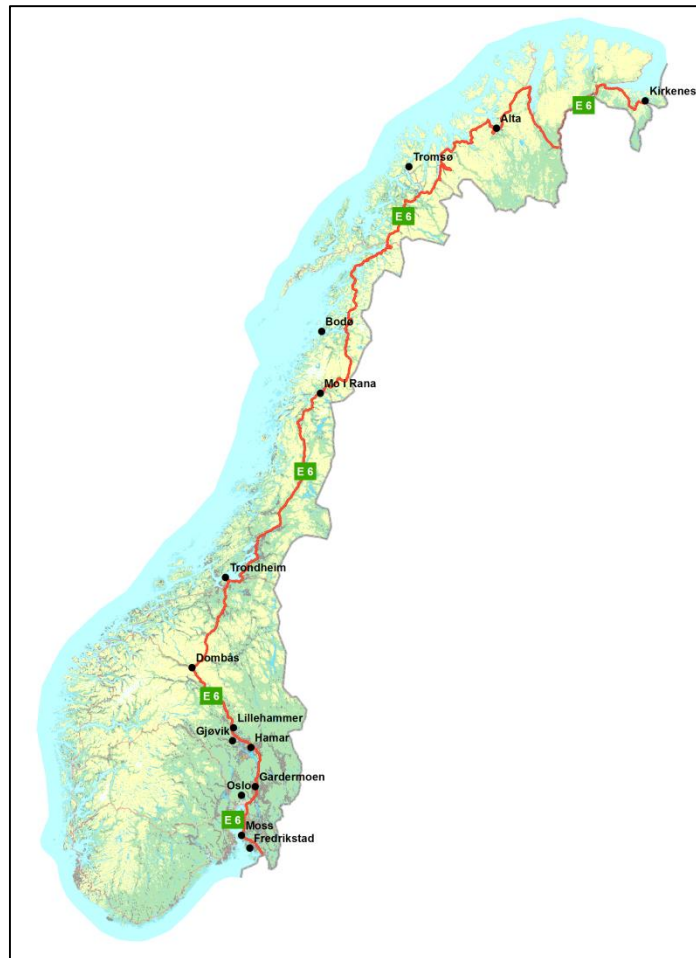 Kirkenes
E 6
Alta
Tromsø
E 6
Bodø
Mo i Rana
E 6
Trondheim
Dombås
E 6
Lillehammer
Gjøvik
Hamar
Gardermoen
Oslo
E 6
Moss
Fredrikstad